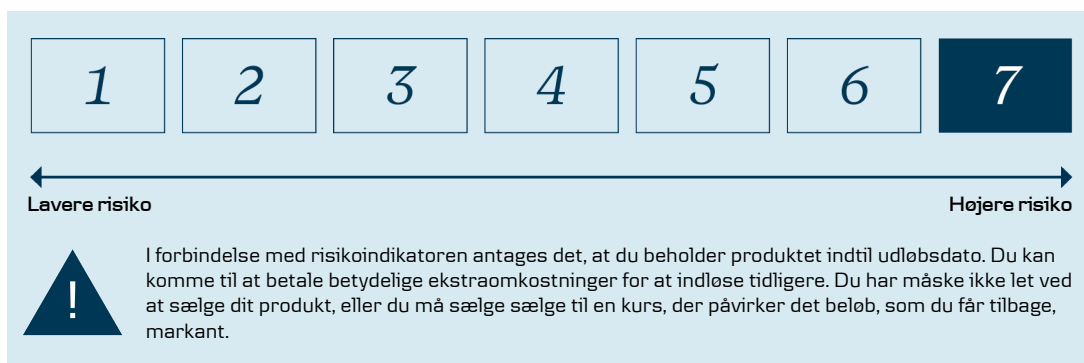 1 2 3 4 5 6 7
Lavere risiko Højere risiko
I forbindelse med risikoindikatoren antages det, at du beholder produktet indtil udløbsdato. Du kan
komme til at betale betydelige ekstraomkostninger for at indløse tidligere. Du har måske ikke let ved
at sælge dit produkt, eller du må sælge sælge til en kurs, der påvirker det beløb, som du får tilbage,
markant.
!